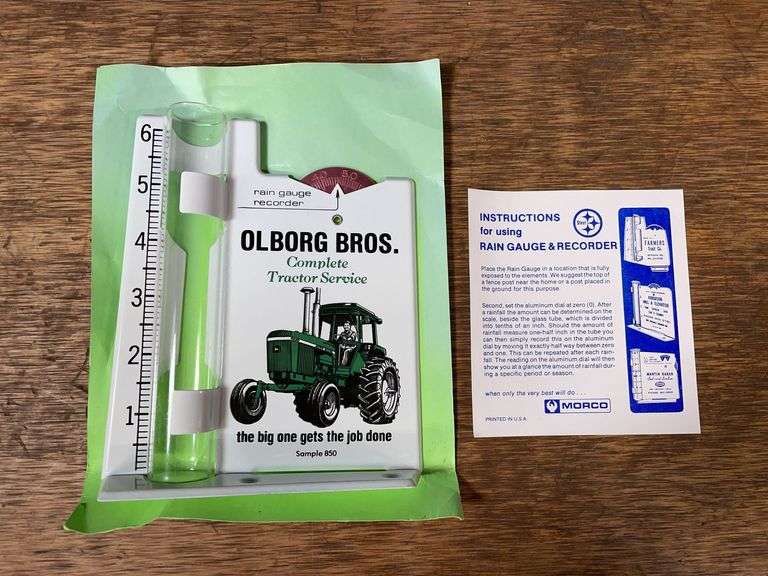 6
5
4
3
2
1
40 50
rain gauge
recorder
OLBORG BROS.
Complete
Tractor Service
the big one gets the job done
Sample 850
INSTRUCTIONS
for using
RAIN GAUGE & RECORDER
Steel
Place the Rain Gauge in a location that is fully
exposed to the elements. We suggest the top of
a fence post near the home or a post placed in
the ground for this purpose.
Second, set the aluminum dial at zero (0). After
a rainfall the amount can be determined on the
scale, beside the glass tube, which is divided
into tenths of an inch. Should the amount of
rainfall measure one-half inch in the tube you
can then simply record this on the aluminum
dial by moving it exactly half way between zero
and one. This can be repeated after each rain-
fall. The reading on the aluminum dial will then
show you at a glance the amount of rainfall dur-
ing a specific period or season.
when only the very best will do . . .
MORCO
PRINTED IN U.S.A.
FARMERS
MARTIN BAKER